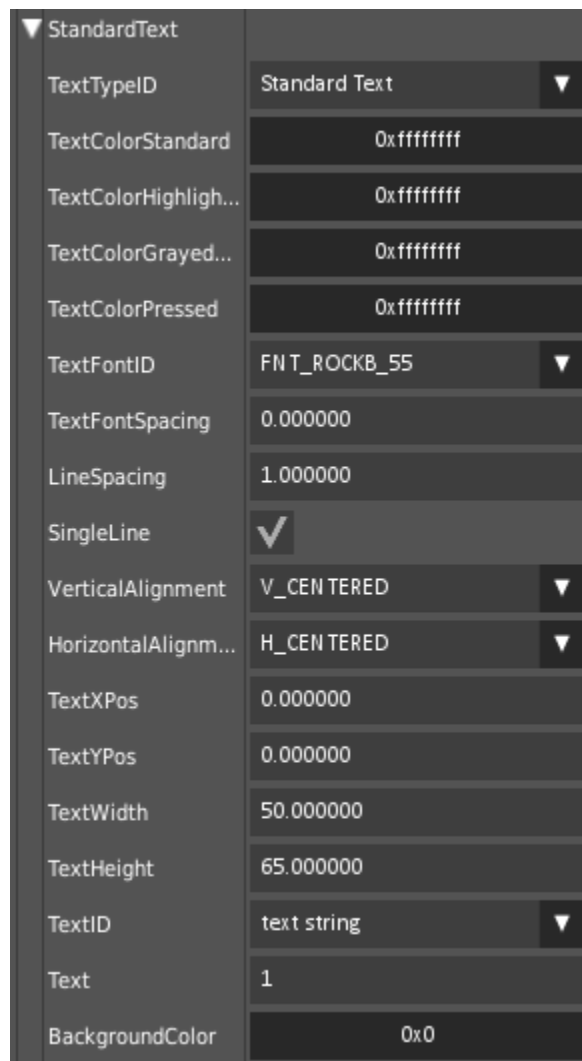 StandardText
TextTypeID Standard Text
TextColorStandard 0xffffffff
TextColorHighligh... 0xffffffff
TextColorGrayed... 0xffffffff
TextColorPressed 0xffffffff
TextFontID FNT_ROCKB_55
TextFontSpacing 0.000000
LineSpacing 1.000000
SingleLine
VerticalAlignment V_CENTERED
HorizontalAlignm... H_CENTERED
TextXPos 0.000000
TextYPos 0.000000
TextWidth 50.000000
TextHeight 65.000000
TextID text string
Text 1
BackgroundColor 0x0